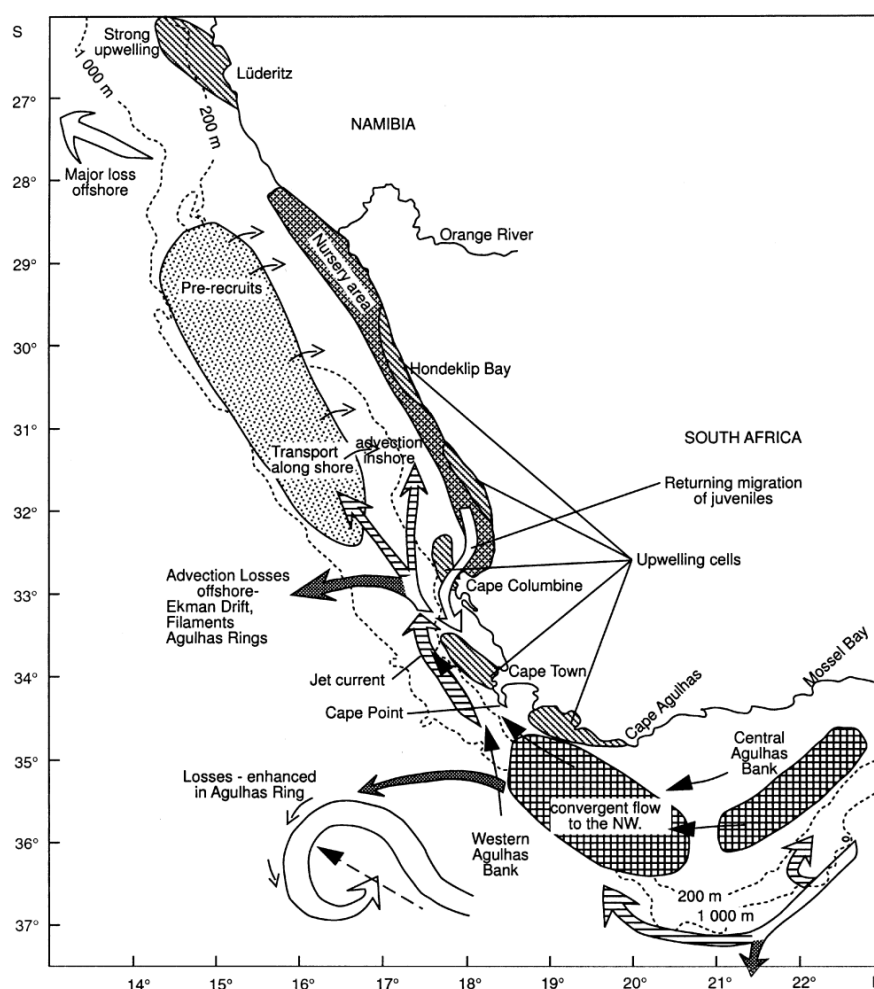 S
Strong
upwelling
1 000 m
200 m
Lüderitz
27°
NAMIBIA
Major loss
offshore
28°
Orange River
29°
Nursery area
Pre-recruits
30°
Hondeklip Bay
31°
SOUTH AFRICA
Transport
along shore
advection
inshore
Returning migration
of juveniles
32°
Upwelling cells
Advection Losses
offshore-
Ekman Drift,
Filaments
Agulhas Rings
Cape Columbine
33°
Jet current
Cape Town
34°
Cape Point
Cape Agulhas
Mossel Bay
35°
Central
Agulhas
Bank
Losses - enhanced
in Agulhas Ring
convergent flow
to the NW.
36°
Western
Agulhas
Bank
200 m
1 000 m
37°
14°
15°
16°
17°
18°
19°
20°
21°
22°